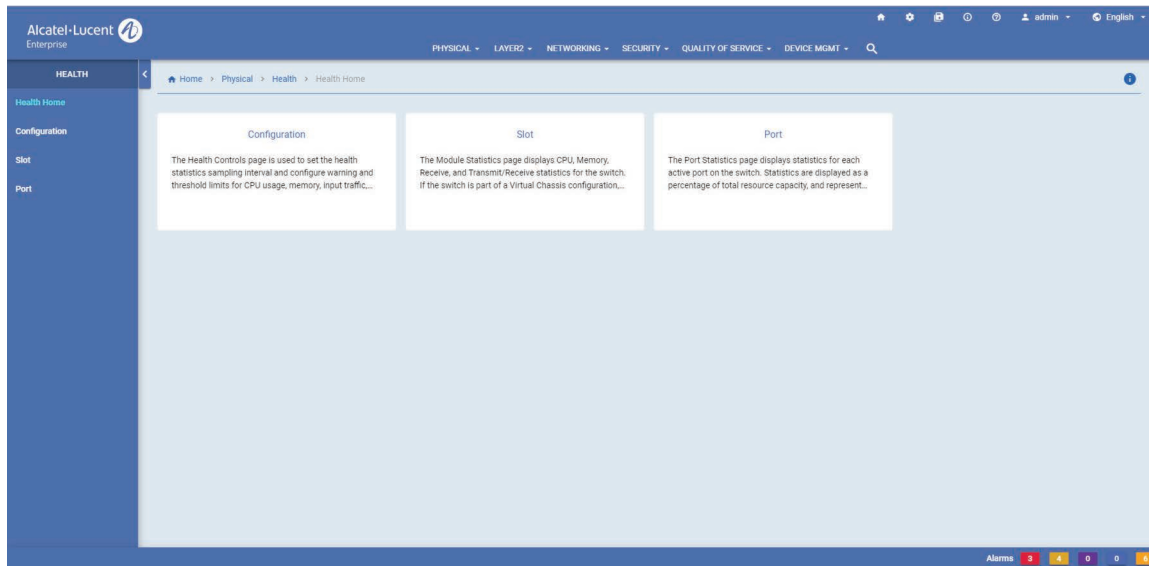 Alcatel·Lucent
Enterprise
admin
English
PHYSICAL
LAYER2
NETWORKING
SECURITY
QUALITY OF SERVICE
DEVICE MGMT
HEALTH
Health Home
Configuration
Slot
Port
Home > Physical > Health > Health Home
Configuration
The Health Controls page is used to set the health
statistics sampling interval and configure warning and
threshold limits for CPU usage, memory, input traffic,...
Slot
The Module Statistics page displays CPU, Memory,
Receive, and Transmit/Receive statistics for the switch.
If the switch is part of a Virtual Chassis configuration,...
Port
The Port Statistics page displays statistics for each
active port on the switch. Statistics are displayed as a
percentage of total resource capacity, and represent...
Alarms 3 4 0 0 6